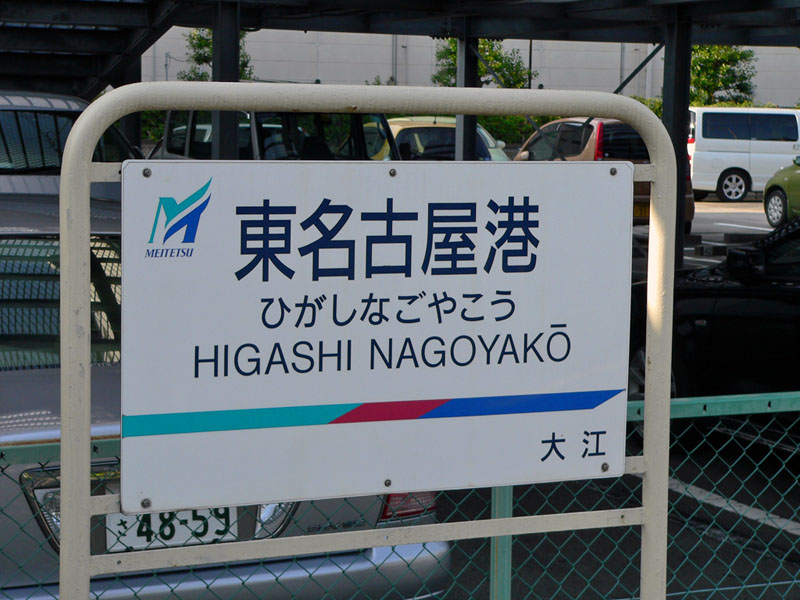 MEITETSU
東名古屋港
ひがしなごやこう
HIGASHI NAGOYAKŌ
大江
さ 48-59